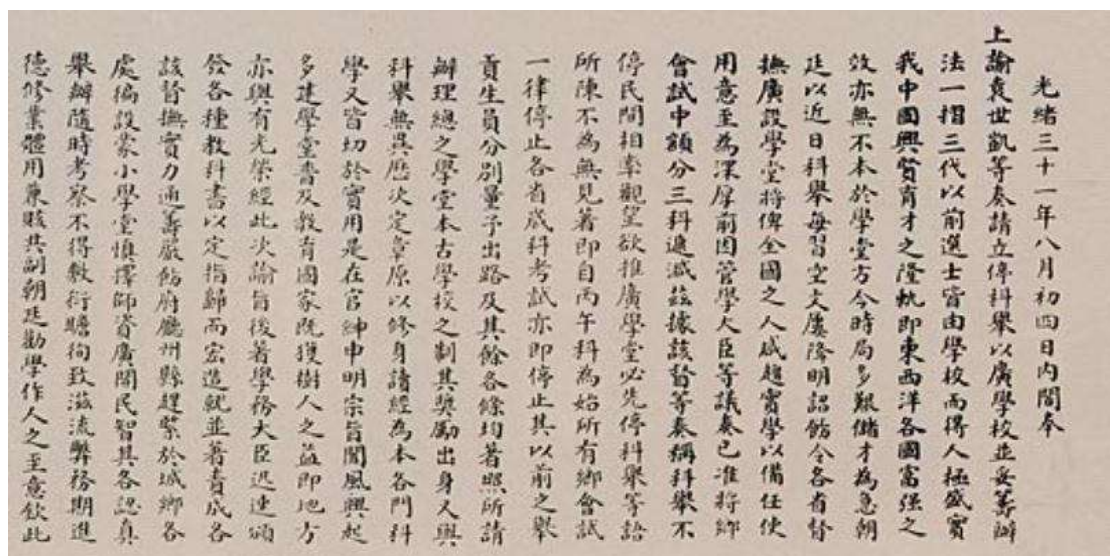 光緒三十一年八月初四日內閣奉
上諭袁世凱等奏請立停科舉以廣學校並妥籌辦
法一摺三代以前選士皆由學校而得人極盛實
我中國興賢育才之隆軌即東西洋各國富強之
效亦無不本於學堂方今時局多艱儲才為急朝
廷以近日科舉每習空文屢降明詔飭令各省督
撫廣設學堂將俾全國之人咸趨實學以備任使
用意至為深厚前因管學大臣等議奏已准將鄉
會試中額分三科遞減茲據該督等奏稱科舉不
停民間相率觀望欲推廣學堂必先停科舉等語
所陳不為無見著即自丙午科為始所有鄉會試
一律停止各省歲科考試亦即停止其以前之舉
貢生員分別量予出路及其餘各條均著照所請
辦理總之學堂本古學校之制其獎勵出身又與
科舉無異歷次定章原以修身讀經為本各門科
學又皆切於實用是在官紳申明宗旨聞風興起
多建學堂普及教育國家既獲樹人之益即地方
亦與有光榮經此次諭旨後著學務大臣迅速頒
發各種教科書以定指歸而宏造就並著責成各
該督撫實力通籌嚴飭府廳州縣趕緊於城鄉各
處徧設蒙小學堂慎擇師資廣開民智其各認真
舉辦隨時考察不得敷衍瞻徇致滋流弊務期進
德修業體用兼賅共副朝廷勸學作人之至意欽此